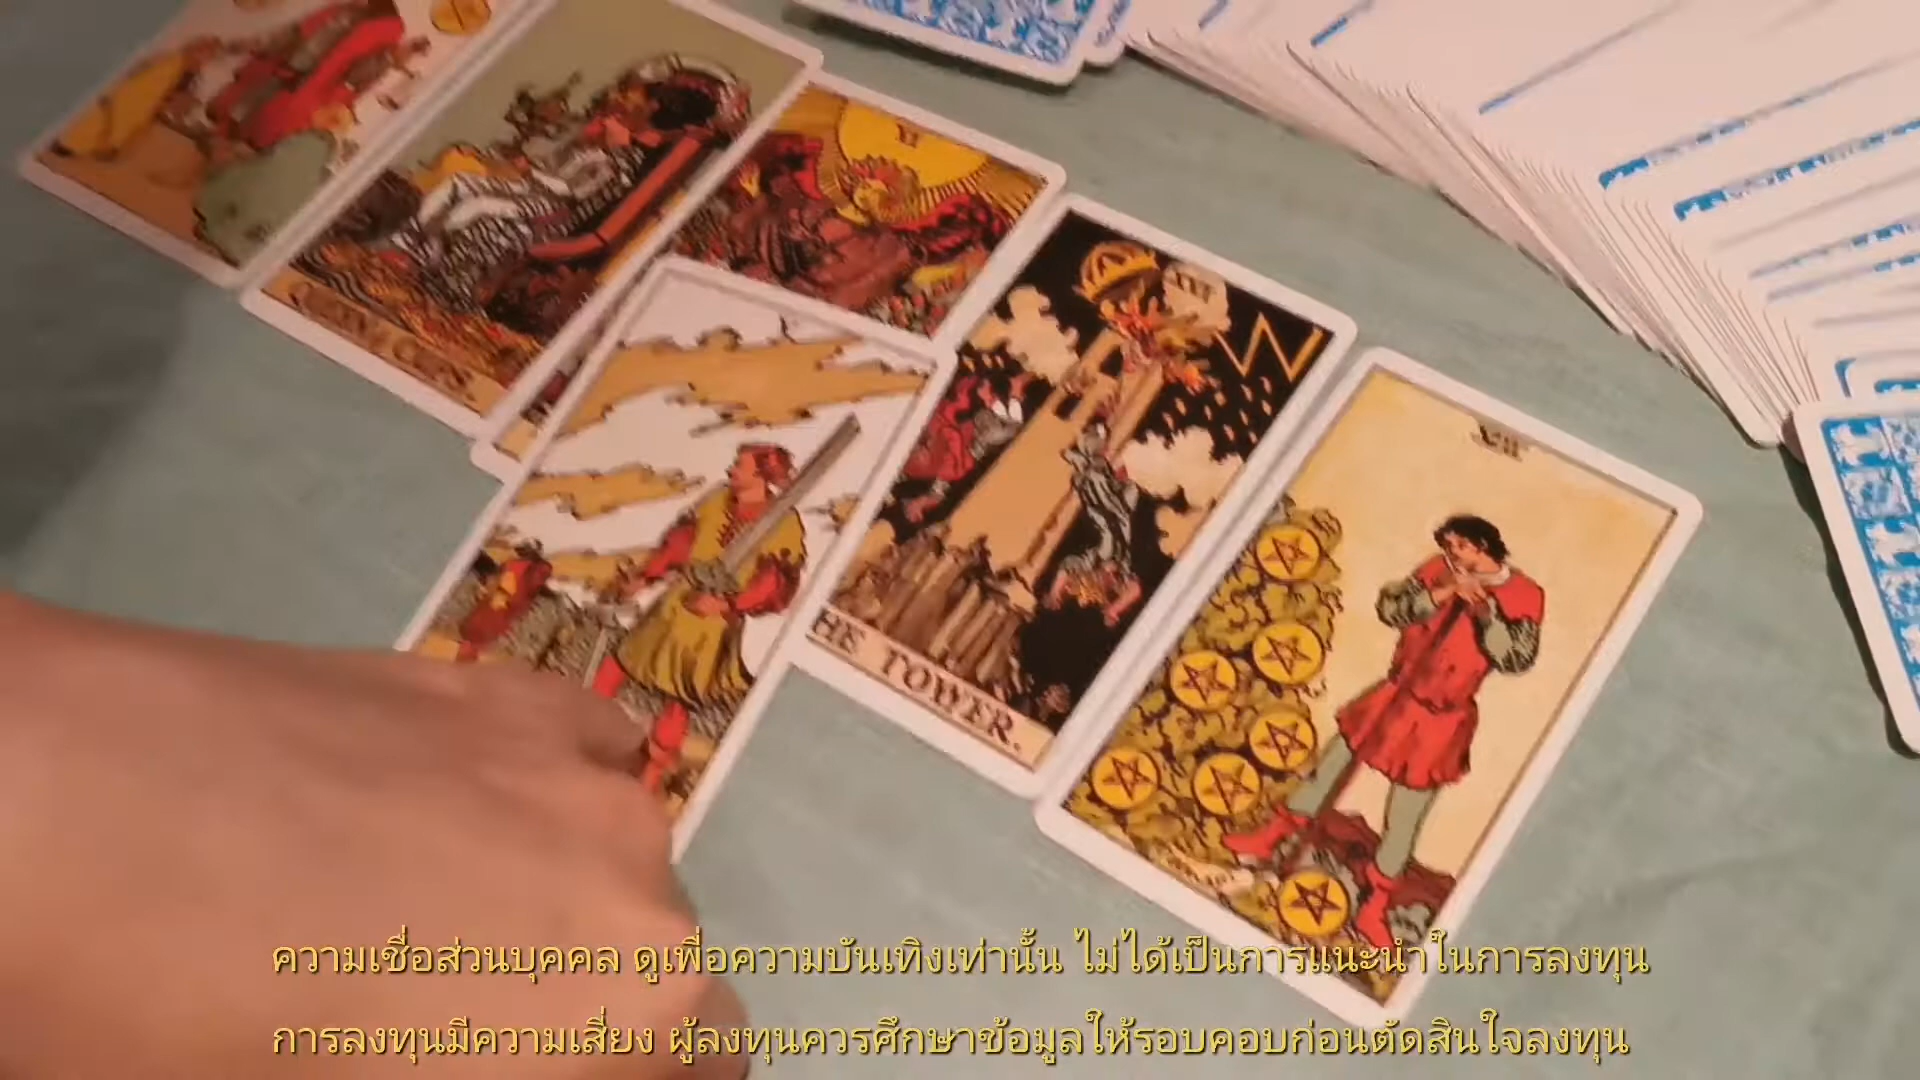 VI
XVI
VII
HE TOWER.
ความเชื่อส่วนบุคคล ดูเพื่อความบันเทิงเท่านั้น ไม่ได้เป็นการแนะนำในการลงทุน
การลงทุนมีความเสี่ยง ผู้ลงทุนควรศึกษาข้อมูลให้รอบคอบก่อนตัดสินใจลงทุน